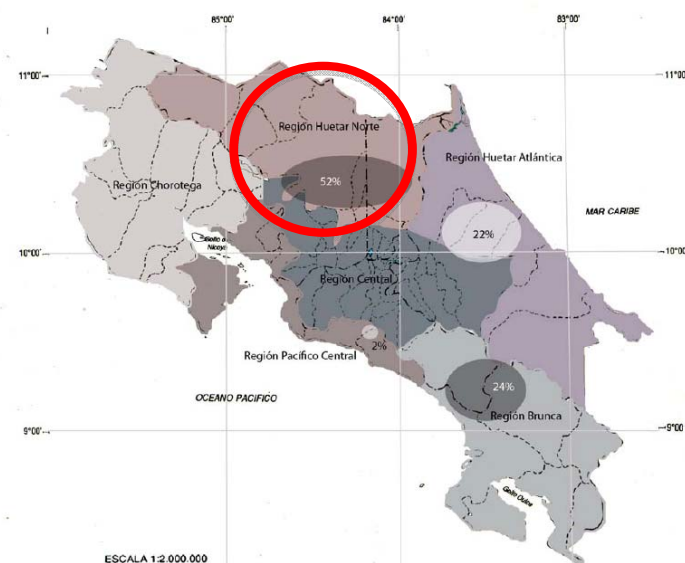 85°00'
84°00'
83°00'
11°00'
11°00'
Región Huetar Norte
Región Huetar Atlántica
Región Chorotega
52%
MAR CARIBE
22%
Golfo de
Nicoya
10°00'
10°00'
Región Central
2%
Región Pacífico Central
24%
OCEANO PACIFICO
Región Brunca
9°00'
9°00'
Golfo Dulce
ESCALA 1:2.000.000